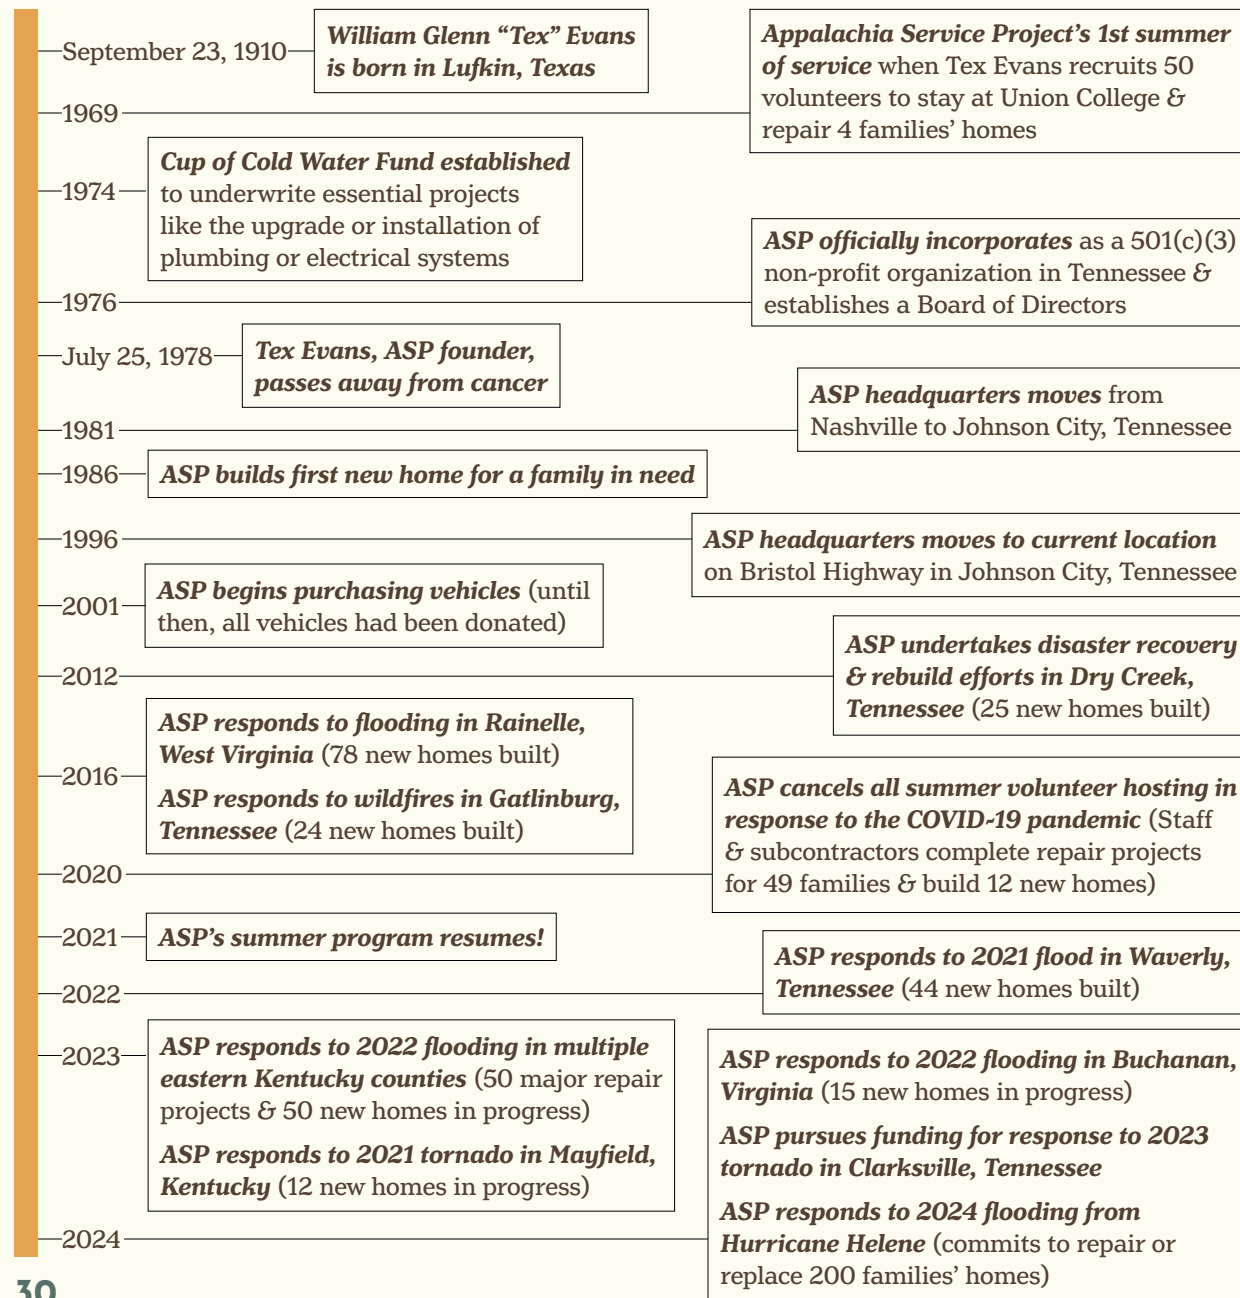 September 23, 1910
William Glenn “Tex” Evans
is born in Lufkin, Texas
1969
Appalachia Service Project’s 1st summer
of service when Tex Evans recruits 50
volunteers to stay at Union College &
repair 4 families’ homes
1974
Cup of Cold Water Fund established
to underwrite essential projects
like the upgrade or installation of
plumbing or electrical systems
1976
ASP officially incorporates as a 501(c)(3)
non-profit organization in Tennessee &
establishes a Board of Directors
July 25, 1978
Tex Evans, ASP founder,
passes away from cancer
1981
ASP headquarters moves from
Nashville to Johnson City, Tennessee
1986
ASP builds first new home for a family in need
1996
ASP headquarters moves to current location
on Bristol Highway in Johnson City, Tennessee
2001
ASP begins purchasing vehicles (until
then, all vehicles had been donated)
2012
ASP undertakes disaster recovery
& rebuild efforts in Dry Creek,
Tennessee (25 new homes built)
2016
ASP responds to flooding in Rainelle,
West Virginia (78 new homes built)
ASP responds to wildfires in Gatlinburg,
Tennessee (24 new homes built)
2020
ASP cancels all summer volunteer hosting in
response to the COVID-19 pandemic (Staff
& subcontractors complete repair projects
for 49 families & build 12 new homes)
2021
ASP’s summer program resumes!
2022
ASP responds to 2021 flood in Waverly,
Tennessee (44 new homes built)
2023
ASP responds to 2022 flooding in multiple
eastern Kentucky counties (50 major repair
projects & 50 new homes in progress)
ASP responds to 2021 tornado in Mayfield,
Kentucky (12 new homes in progress)
2024
ASP responds to 2022 flooding in Buchanan,
Virginia (15 new homes in progress)
ASP pursues funding for response to 2023
tornado in Clarksville, Tennessee
ASP responds to 2024 flooding from
Hurricane Helene (commits to repair or
replace 200 families’ homes)
30